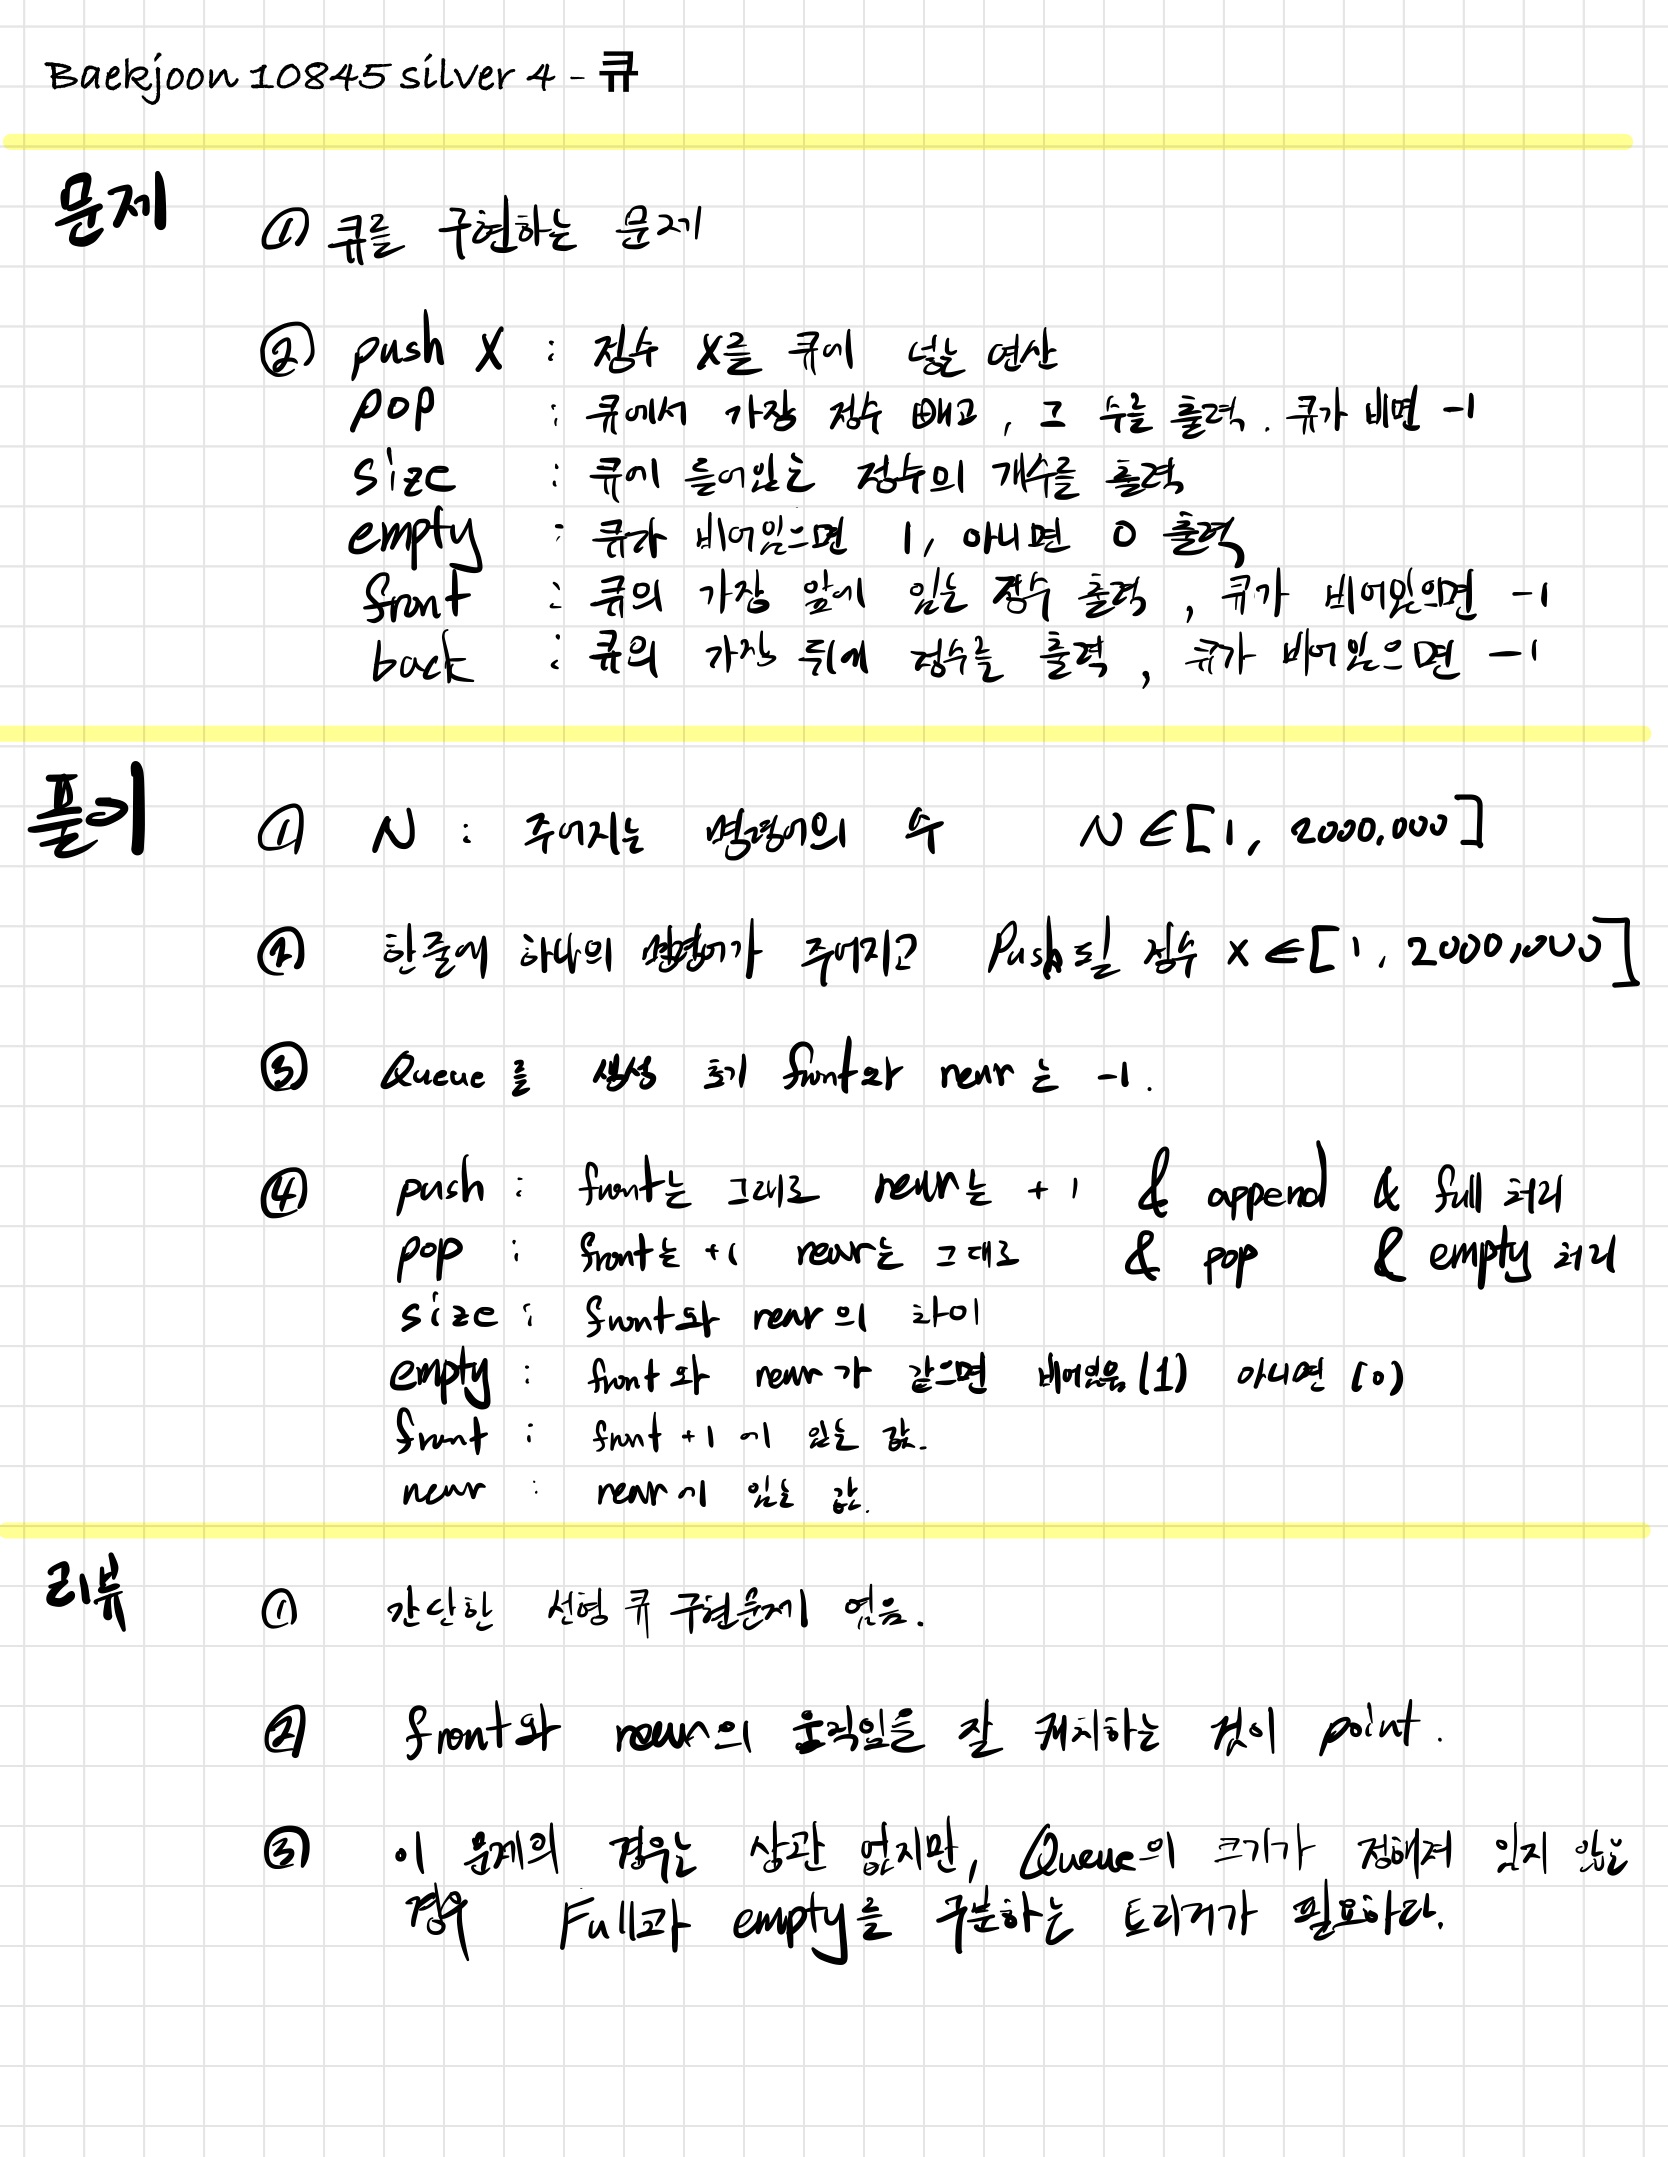 Baekjoon 10845 silver 4 - 큐
문제
① 큐를 구현하는 문제
② push X : 정수 X를 큐에 넣는 연산
pop : 큐에서 가장 정수 빼고, 그 수를 출력. 큐가 비면 -1
size : 큐에 들어있는 정수의 개수를 출력
empty : 큐가 비어있으면 1, 아니면 0 출력
front : 큐의 가장 앞에 있는 정수 출력, 큐가 비어있으면 -1
back : 큐의 가장 뒤에 정수를 출력, 큐가 비어있으면 -1
풀이
① N : 주어지는 명령어의 수 N ∈ [1, 2000,000]
② 한줄에 하나의 명령어가 주어지고 Push될 정수 x ∈ [1, 2000,000]
③ Queue를 생성 초기 front와 rear는 -1.
④ push : front는 그대로 rear는 +1 & append & full 처리
pop : front는 +1 rear는 그대로 & pop & empty 처리
size : front와 rear의 차이
empty : front와 rear가 같으면 비어있음(1) 아니면 (0)
front : front +1에 있는 값.
rear : rear에 있는 값.
리뷰
① 간단한 선형 큐 구현문제 였음.
② front와 rear의 움직임을 잘 캐치하는 것이 point.
③ 이 문제의 경우는 상관 없지만, Queue의 크기가 정해져 있지 않은
경우 Full과 empty를 구분하는 트리거가 필요하다.